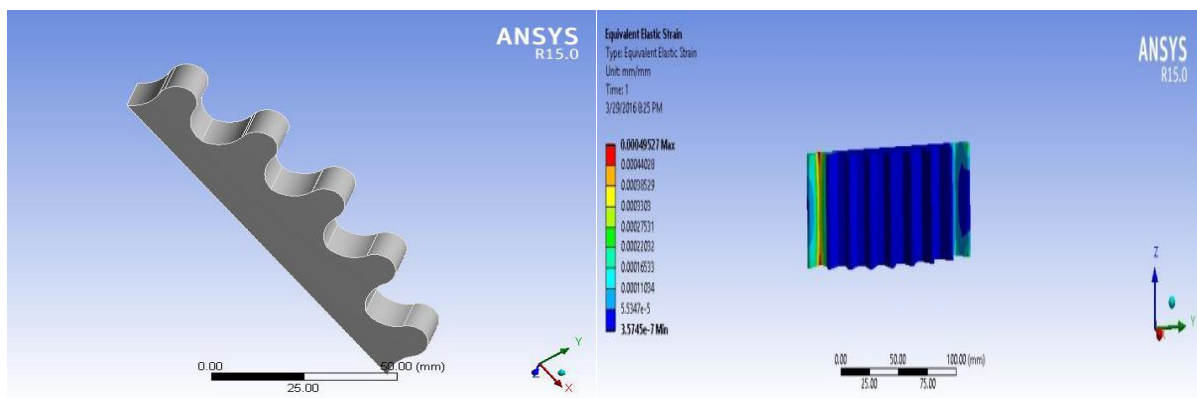 ANSYS
R15.0
0.00
50.00 (mm)
25.00
Y
Z
X
Equivalent Elastic Strain
Type: Equivalent Elastic Strain
Unit: mm/mm
Time: 1
3/29/2016 8:25 PM
ANSYS
R15.0
0.00049527 Max
0.00044028
0.00038529
0.0003303
0.00027531
0.00022032
0.00016533
0.00011034
5.5347e-5
3.5745e-7 Min
Z
Y
0.00
50.00
100.00 (mm)
25.00
75.00